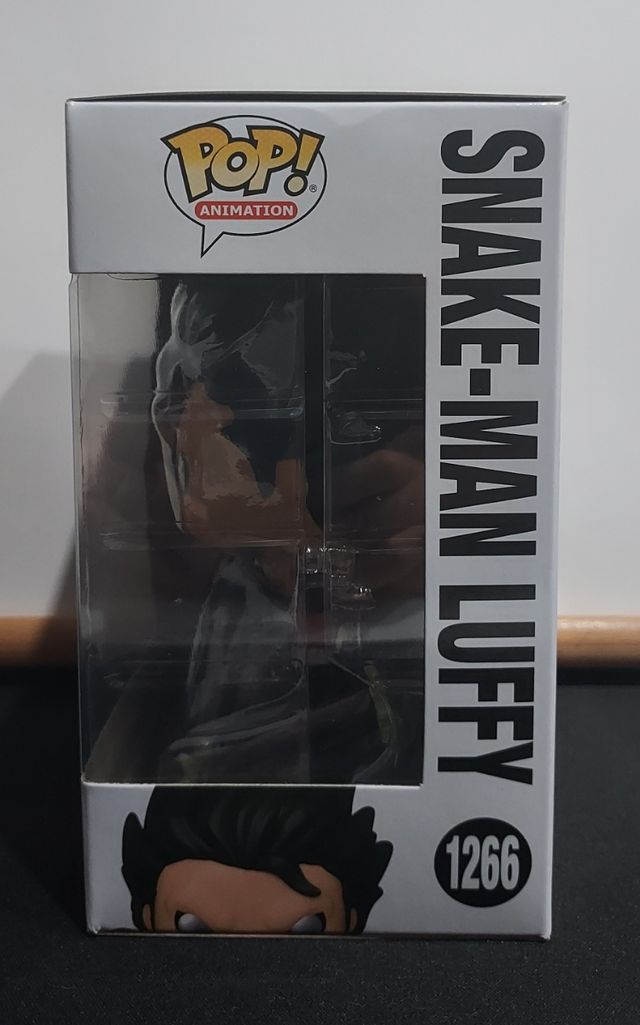 POP!®
ANIMATION
SNAKE-MAN LUFFY
1266